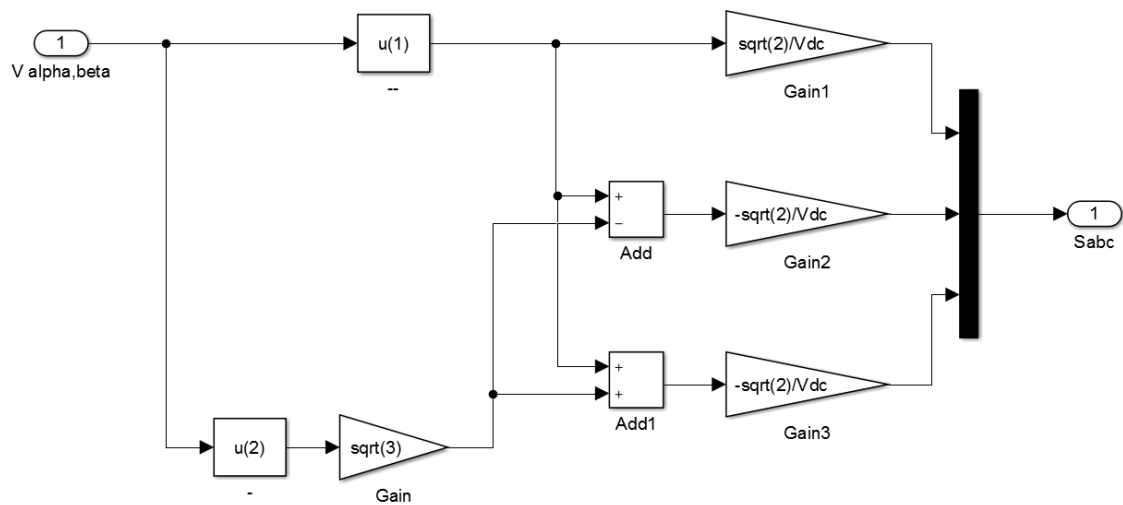 1
V alpha,beta
u(1)
--
sqrt(2)/Vdc
Gain1
+
−
Add
-sqrt(2)/Vdc
Gain2
1
Sabc
+
+
Add1
-sqrt(2)/Vdc
Gain3
u(2)
-
sqrt(3)
Gain